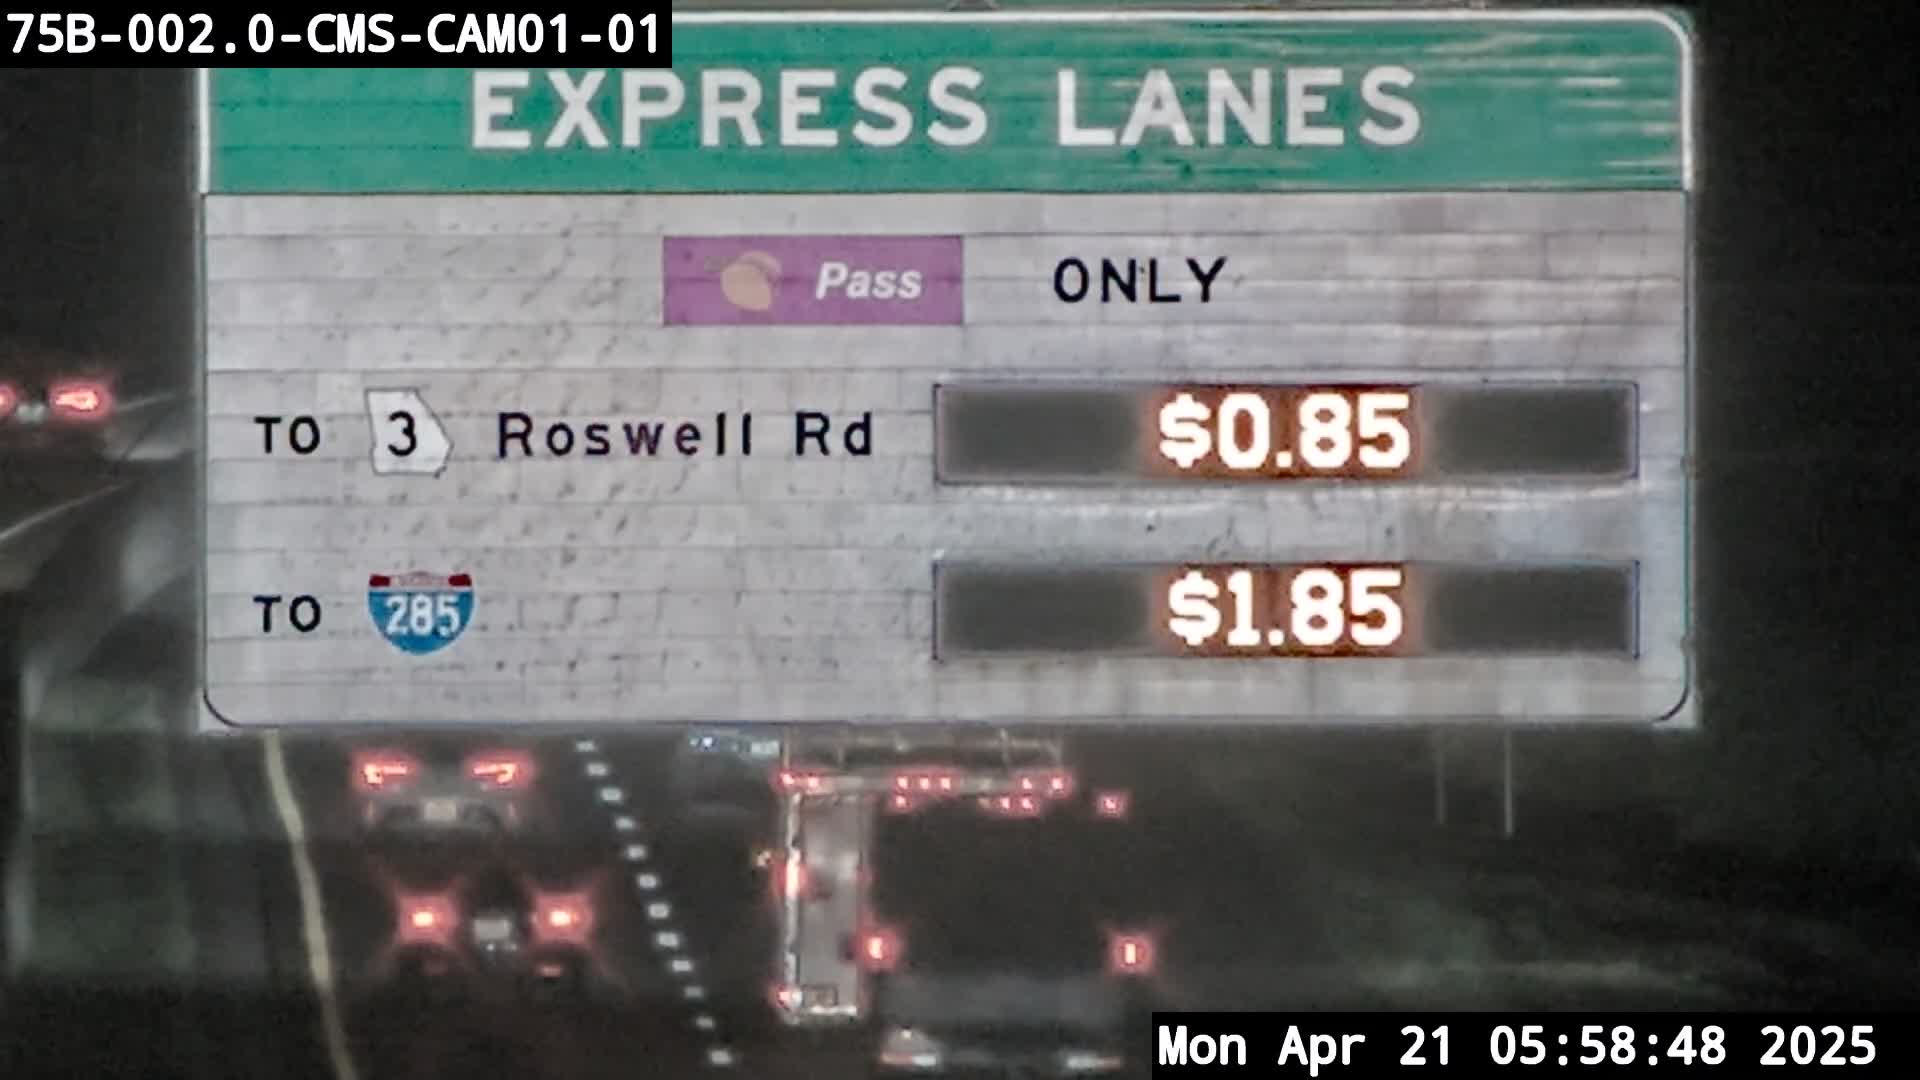 75B-002.0-CMS-CAM01-01
EXPRESS LANES
Pass ONLY
TO 3 Roswell Rd $0.85
TO 285 $1.85
Mon Apr 21 05:58:48 2025